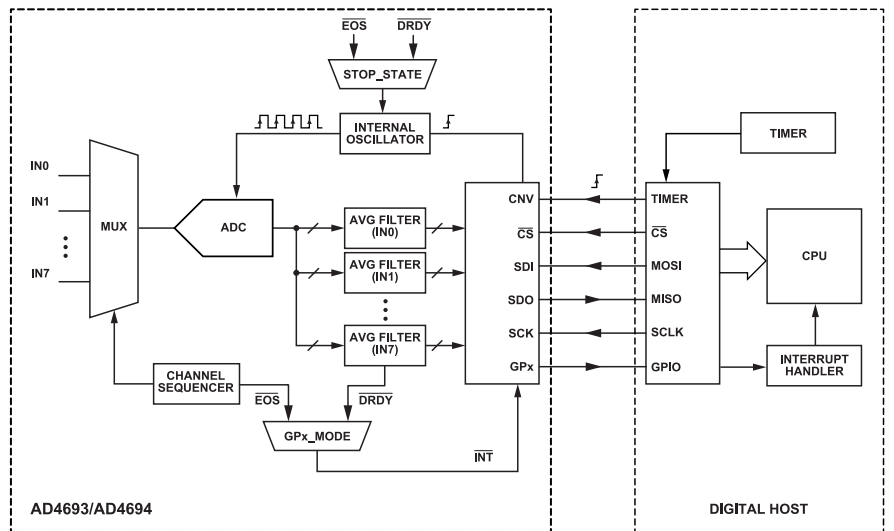 EOS
DRDY
STOP_STATE
INTERNAL
OSCILLATOR
TIMER
IN0
IN1
IN7
MUX
ADC
AVG FILTER
(IN0)
AVG FILTER
(IN1)
AVG FILTER
(IN7)
CNV
CS
SDI
SDO
SCK
GPx
TIMER
CS
MOSI
MISO
SCLK
GPIO
CPU
INTERRUPT
HANDLER
CHANNEL
SEQUENCER
EOS
DRDY
GPx_MODE
INT
AD4693/AD4694
DIGITAL HOST